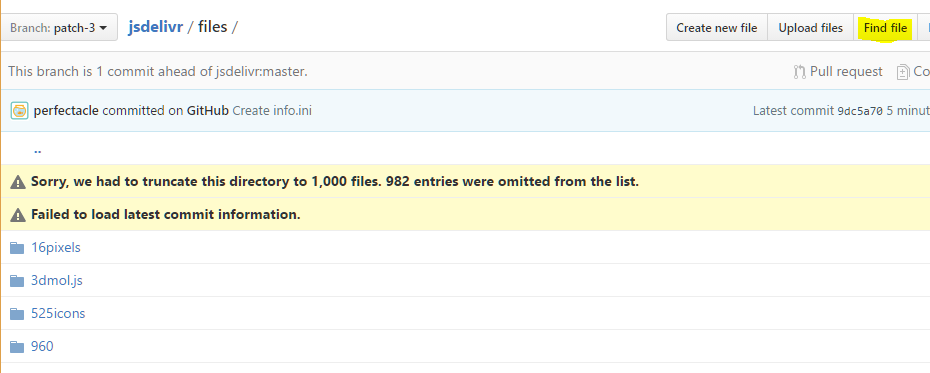 Branch: patch-3 jsdelivr / files / Create new file Upload files Find file
This branch is 1 commit ahead of jsdelivr:master. Pull request Co
perfectacle committed on GitHub Create info.ini Latest commit 9dc5a70 5 minut
..
Sorry, we had to truncate this directory to 1,000 files. 982 entries were omitted from the list.
Failed to load latest commit information.
16pixels
3dmol.js
525icons
960